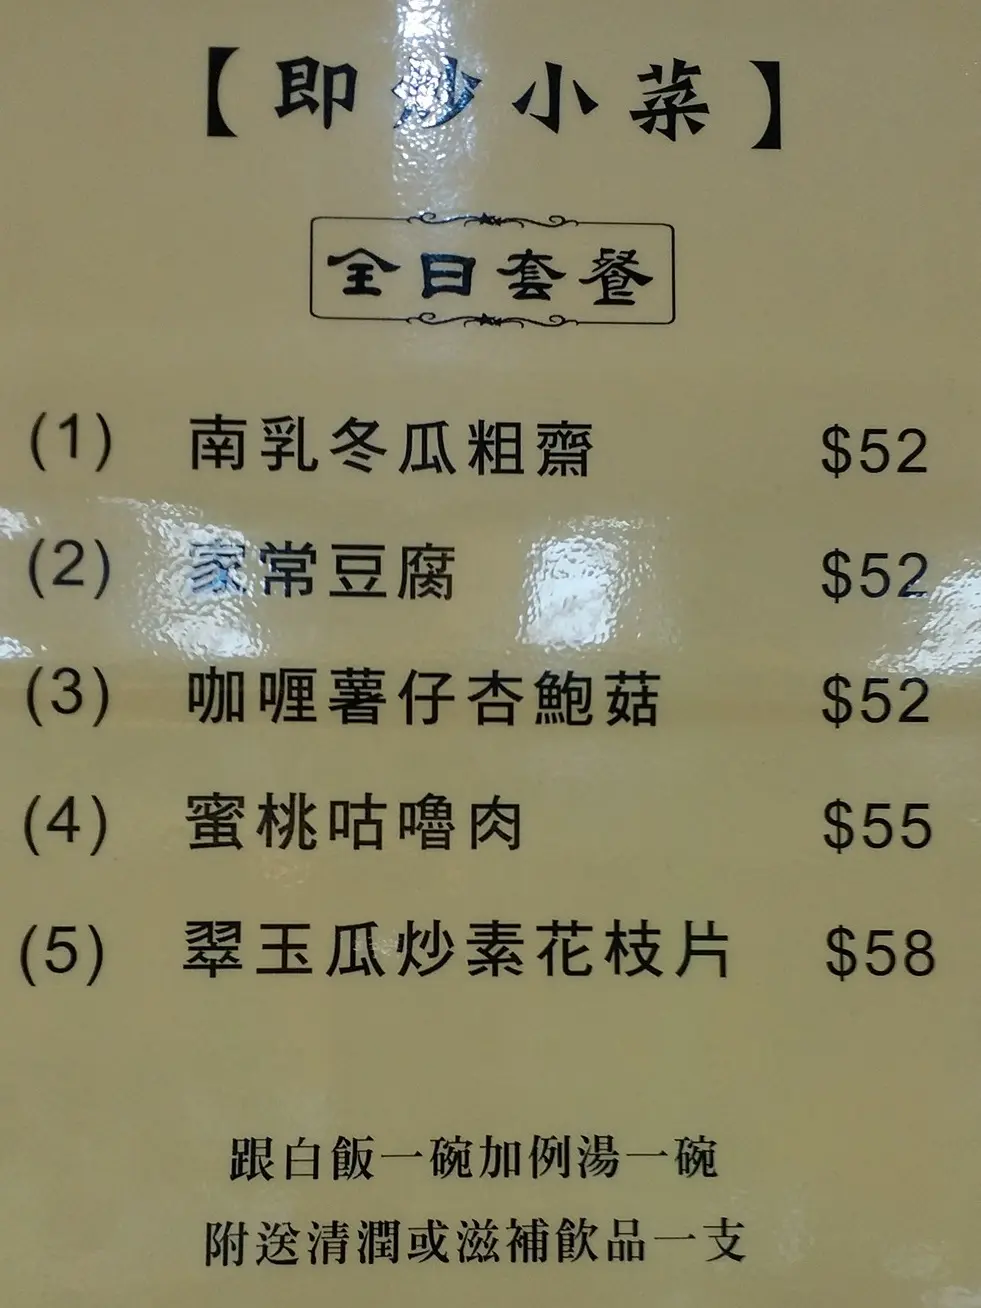 【即炒小菜】
全日套餐
(1) 南乳冬瓜粗齋 $52
(2) 家常豆腐 $52
(3) 咖喱薯仔杏鮑菇 $52
(4) 蜜桃咕嚕肉 $55
(5) 翠玉瓜炒素花枝片 $58
跟白飯一碗加例湯一碗
附送清潤或滋補飲品一支